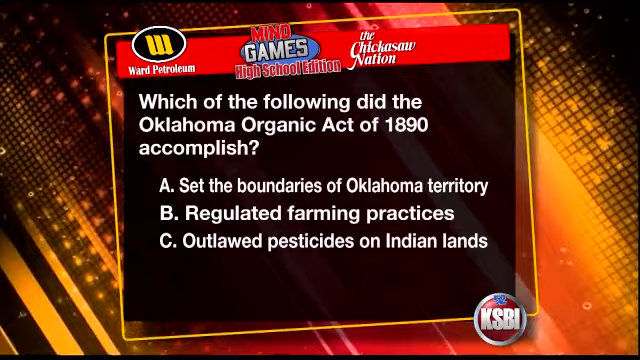 Ward Petroleum
MIND
GAMES
High School Edition
the
Chickasaw
Nation
Which of the following did the
Oklahoma Organic Act of 1890
accomplish?
A. Set the boundaries of Oklahoma territory
B. Regulated farming practices
C. Outlawed pesticides on Indian lands
52
KSBI